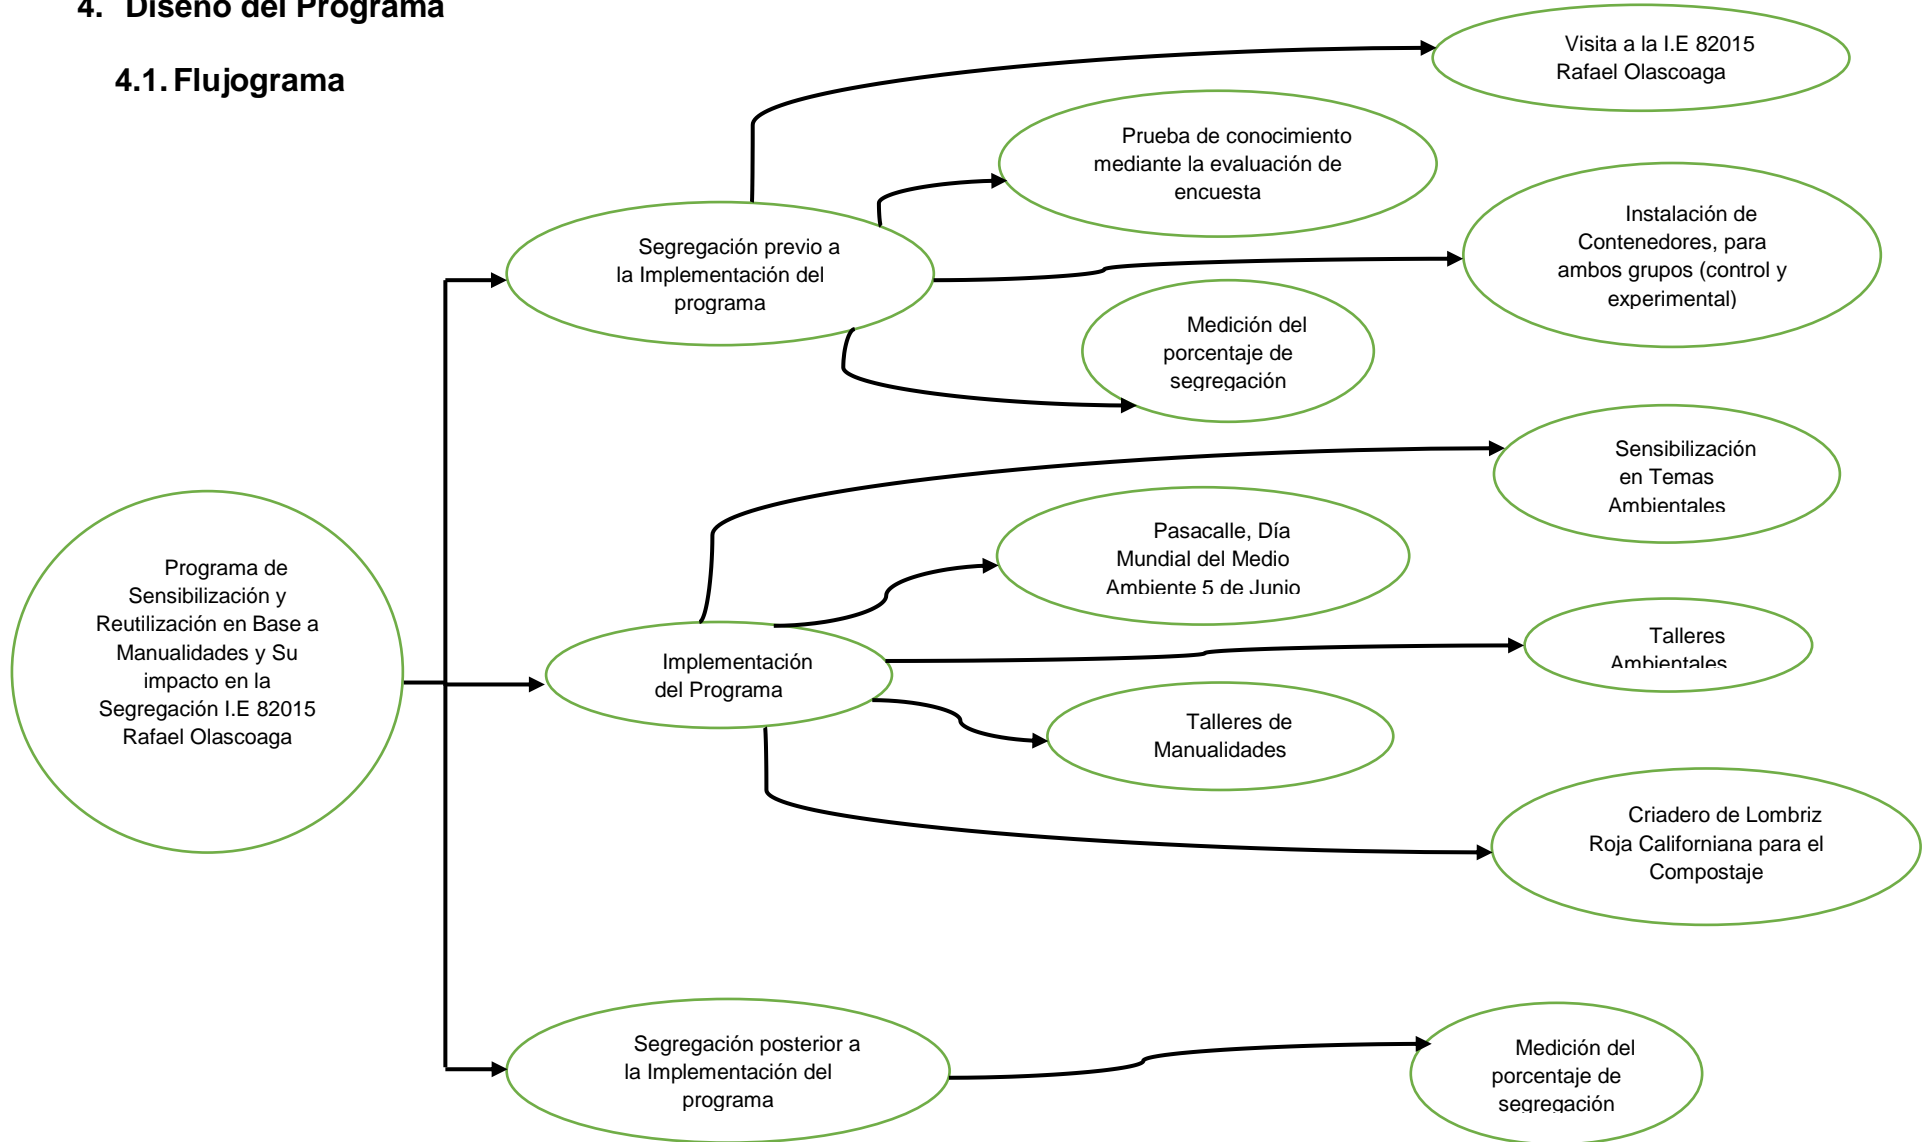 4. Diseño del Programa
4.1. Flujograma
Visita a la I.E 82015
Rafael Olascoaga
Prueba de conocimiento
mediante la evaluación de
encuesta
Instalación de
Contenedores, para
ambos grupos (control y
experimental)
Segregación previo a
la Implementación del
programa
Medición del
porcentaje de
segregación
Sensibilización
en Temas
Ambientales
Pasacalle, Día
Mundial del Medio
Ambiente 5 de Junio
Programa de
Sensibilización y
Reutilización en Base a
Manualidades y Su
impacto en la
Segregación I.E 82015
Rafael Olascoaga
Implementación
del Programa
Talleres
Ambientales
Talleres de
Manualidades
Criadero de Lombriz
Roja Californiana para el
Compostaje
Segregación posterior a
la Implementación del
programa
Medición del
porcentaje de
segregación